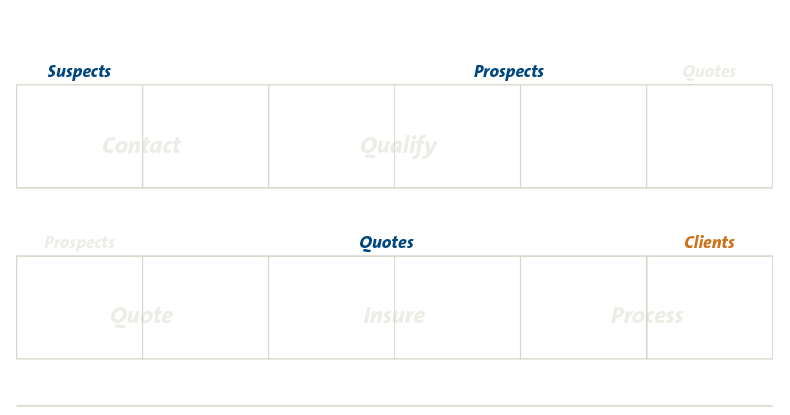 Suspects Prospects Quotes
Contact Qualify
Prospects Quotes Clients
Quote Insure Process